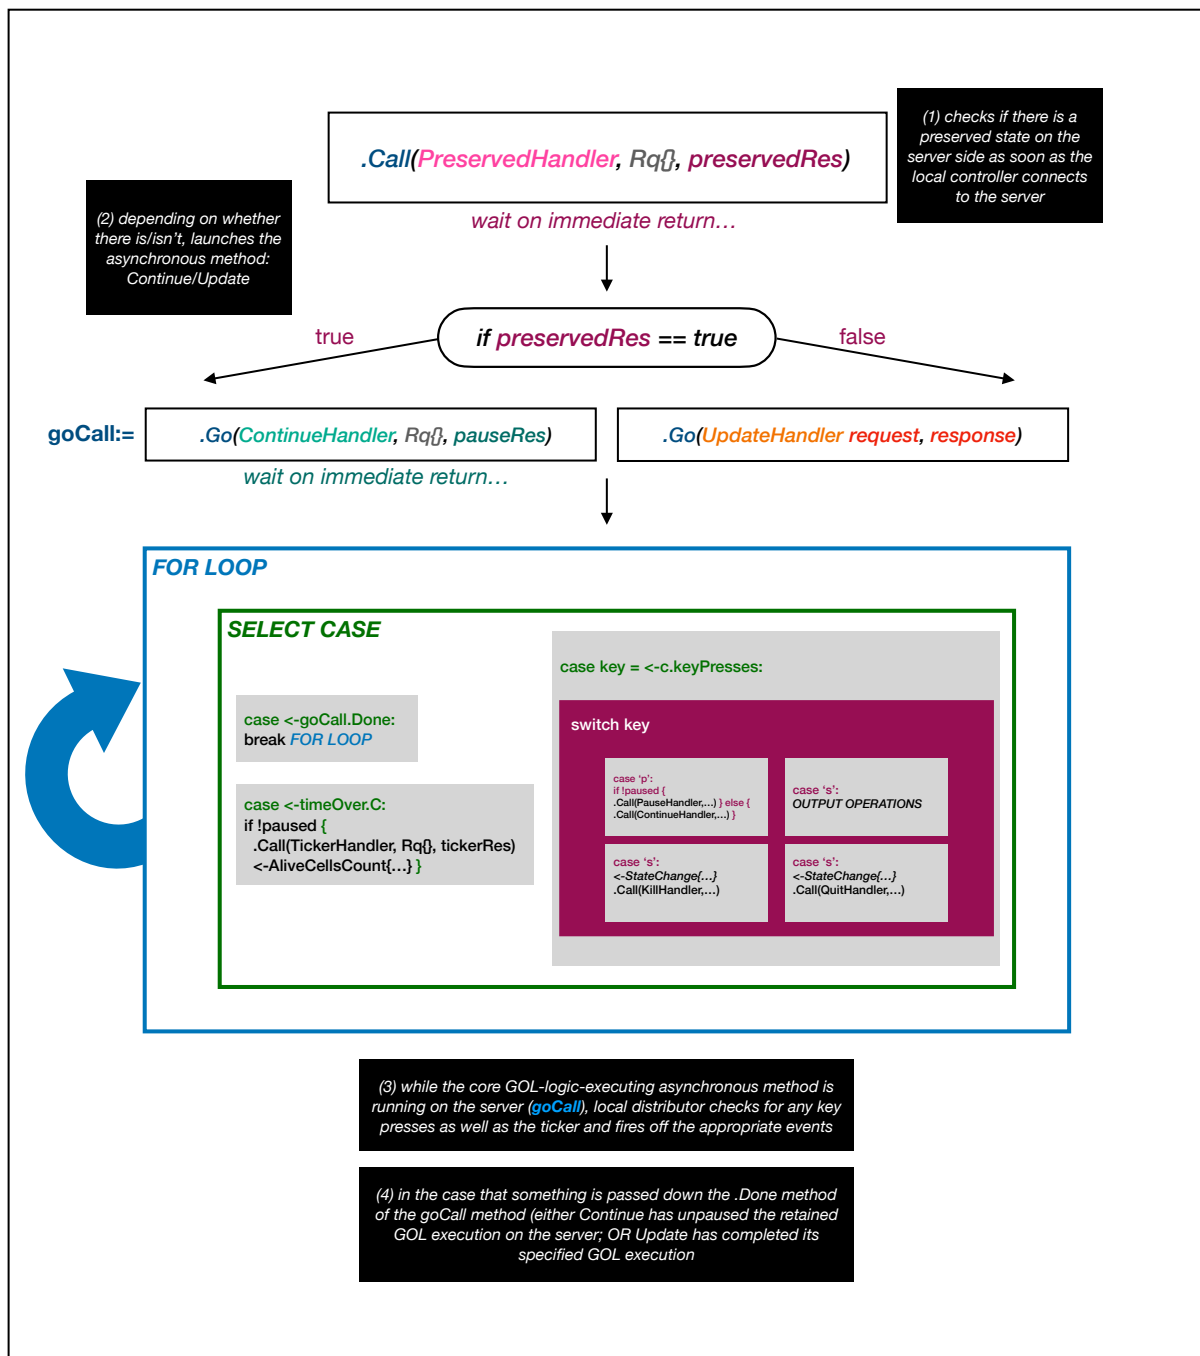 .Call(PreservedHandler, Rq{}, preservedRes)
(1) checks if there is a
preserved state on the
server side as soon as the
local controller connects
to the server
wait on immediate return…
(2) depending on whether
there is/isn't, launches the
asynchronous method:
Continue/Update
if preservedRes == true
true
false
goCall:=
.Go(ContinueHandler, Rq{}, pauseRes)
.Go(UpdateHandler request, response)
wait on immediate return…
FOR LOOP
SELECT CASE
case <-goCall.Done:
break FOR LOOP
case <-timeOver.C:
if !paused {
.Call(TickerHandler, Rq{}, tickerRes)
<-AliveCellsCount{…} }
case key = <-c.keyPresses:
switch key
case ‘p’:
if !paused {
.Call(PauseHandler,…) } else {
.Call(ContinueHandler,…) }
case ‘s’:
OUTPUT OPERATIONS
case ‘s’:
<-StateChange{…}
.Call(KillHandler,…)
case ‘s’:
<-StateChange{…}
.Call(QuitHandler,…)
(3) while the core GOL-logic-executing asynchronous method is
running on the server (goCall), local distributor checks for any key
presses as well as the ticker and fires off the appropriate events
(4) in the case that something is passed down the .Done method
of the goCall method (either Continue has unpaused the retained
GOL execution on the server; OR Update has completed its
specified GOL execution